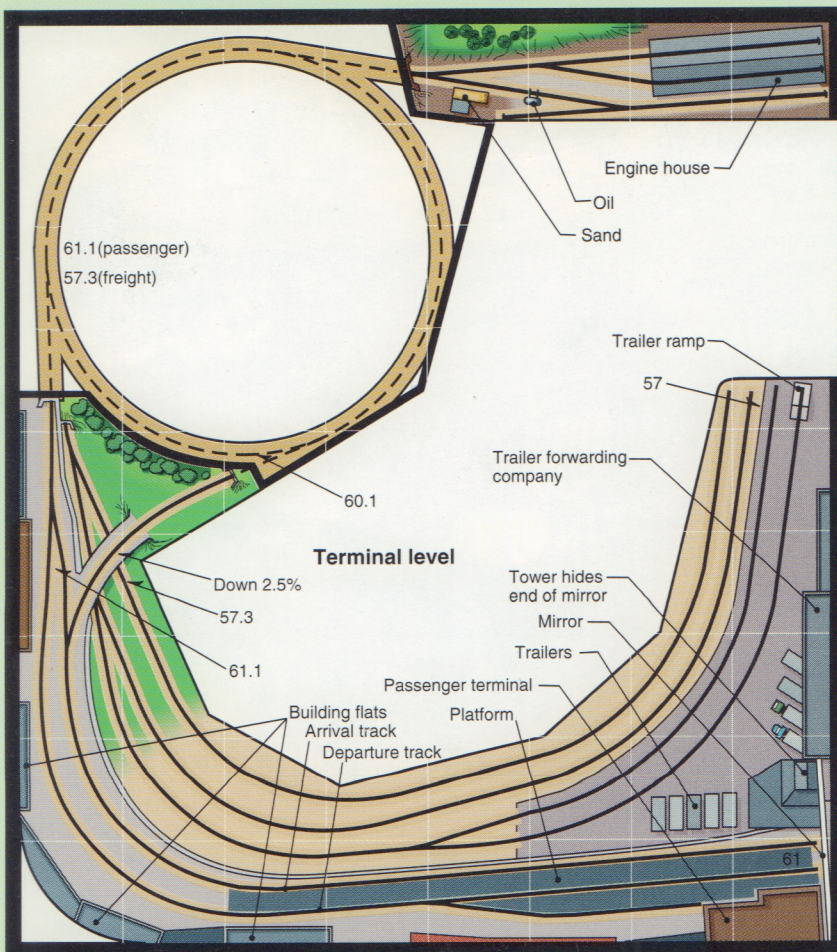 Engine house
Oil
Sand
61.1(passenger)
57.3(freight)
Trailer ramp
57
Trailer forwarding
company
60.1
Terminal level
Down 2.5%
57.3
61.1
Tower hides
end of mirror
Mirror
Trailers
Passenger terminal
Platform
Building flats
Arrival track
Departure track
61